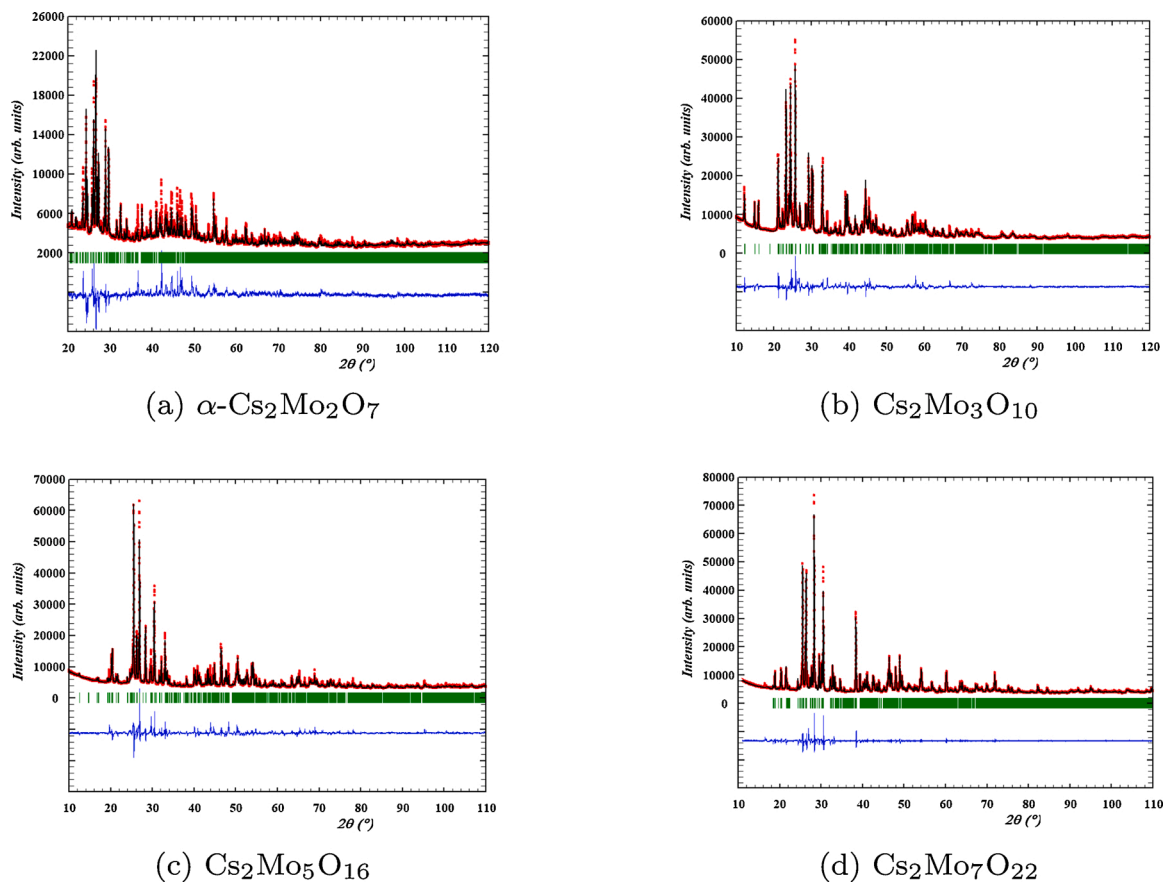 26000
22000
18000
14000
10000
6000
2000
Intensity (arb. units)
20 30 40 50 60 70 80 90 100 110 120
2θ (°)
(a) α-Cs₂Mo₂O₇
60000
50000
40000
30000
20000
10000
0
Intensity (arb. units)
10 20 30 40 50 60 70 80 90 100 110 120
2θ (°)
(b) Cs₂Mo₃O₁₀
70000
60000
50000
40000
30000
20000
10000
0
Intensity (arb. units)
10 20 30 40 50 60 70 80 90 100 110
2θ (°)
(c) Cs₂Mo₅O₁₆
80000
70000
60000
50000
40000
30000
20000
10000
0
Intensity (arb. units)
10 20 30 40 50 60 70 80 90 100 110
2θ (°)
(d) Cs₂Mo₇O₂₂